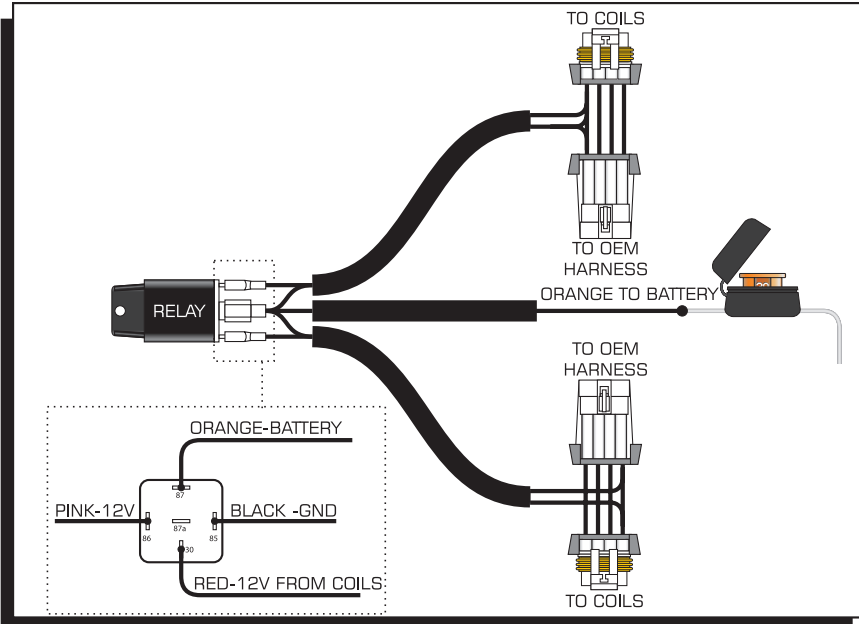 TO COILS
TO OEM
HARNESS
ORANGE TO BATTERY
RELAY
TO OEM
HARNESS
ORANGE-BATTERY
87
PINK-12V
BLACK -GND
86
87a
85
30
RED-12V FROM COILS
TO COILS